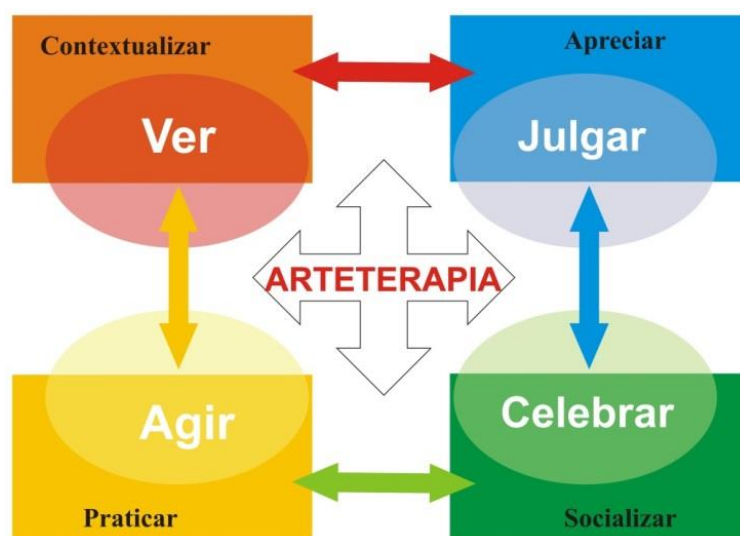 Contextualizar
Apreciar
Ver
Julgar
ARTETERAPIA
Agir
Celebrar
Praticar
Socializar